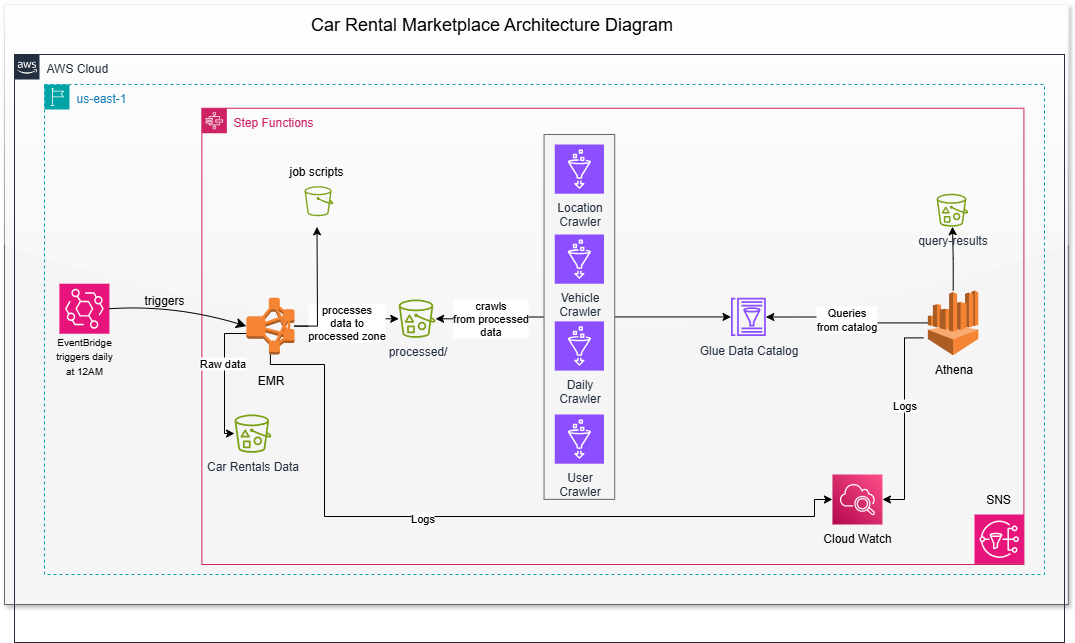 Car Rental Marketplace Architecture Diagram
aws
AWS Cloud
us-east-1
Step Functions
job scripts
Location
Crawler
query-results
triggers
Vehicle
Crawler
processes
data to
processed zone
crawls
from processed
data
Queries
from catalog
EventBridge
triggers daily
at 12AM
processed/
Glue Data Catalog
Raw data
EMR
Athena
Daily
Crawler
Logs
Car Rentals Data
User
Crawler
SNS
Logs
Cloud Watch